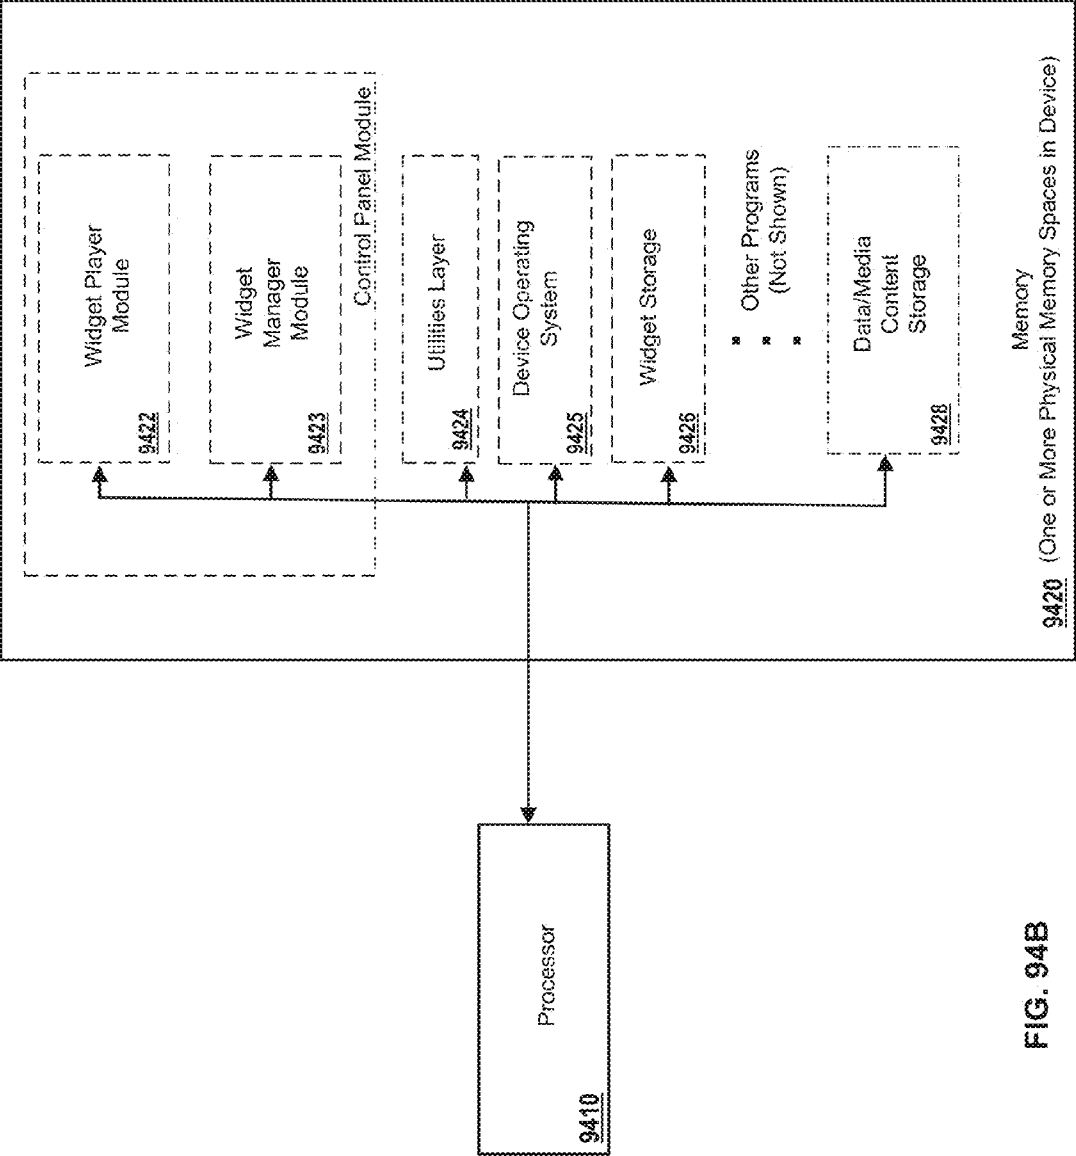 Widget Player
Module
9422
Widget
Manager
Module
9423
Control Panel Module
Utilities Layer
9424
Device Operating
System
9425
Widget Storage
9426
Other Programs
(Not Shown)
Data/Media
Content
Storage
9428
Memory
9420 (One or More Physical Memory Spaces in Device)
Processor
9410
FIG. 94B